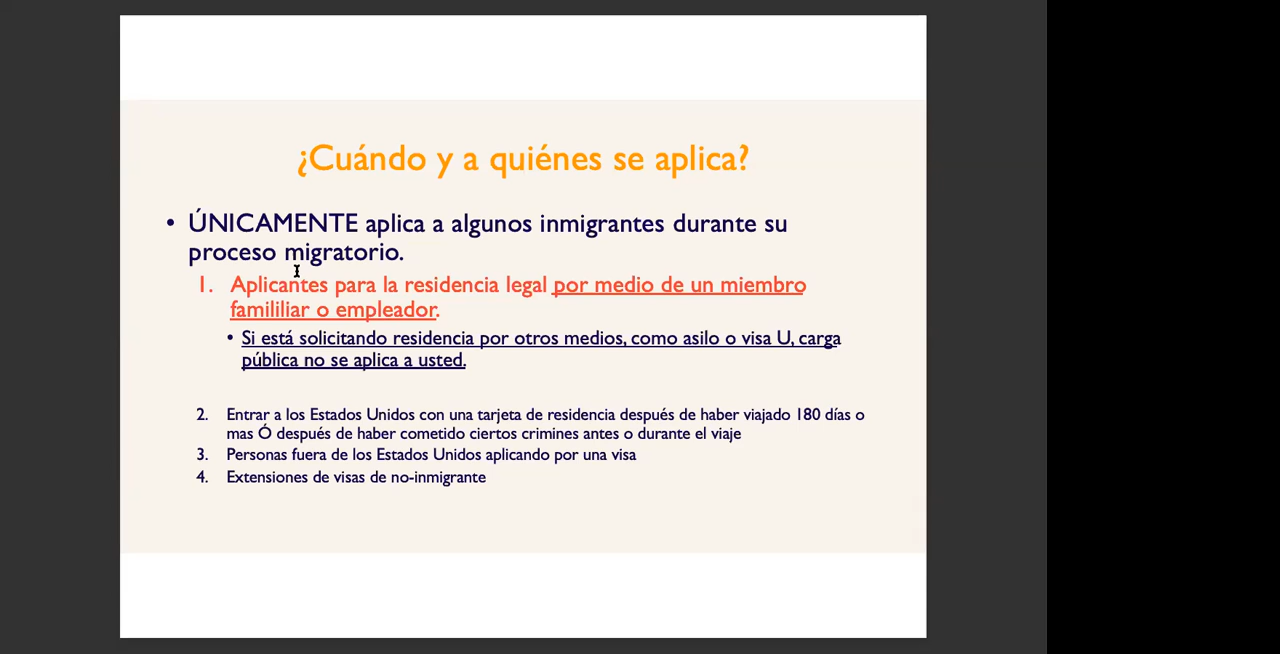 ¿Cuándo y a quiénes se aplica?
• ÚNICAMENTE aplica a algunos inmigrantes durante su
proceso migratorio.
1. Aplicantes para la residencia legal por medio de un miembro
famililiar o empleador.
• Si está solicitando residencia por otros medios, como asilo o visa U, carga
pública no se aplica a usted.
2. Entrar a los Estados Unidos con una tarjeta de residencia después de haber viajado 180 días o
mas Ó después de haber cometido ciertos crimines antes o durante el viaje
3. Personas fuera de los Estados Unidos aplicando por una visa
4. Extensiones de visas de no-inmigrante